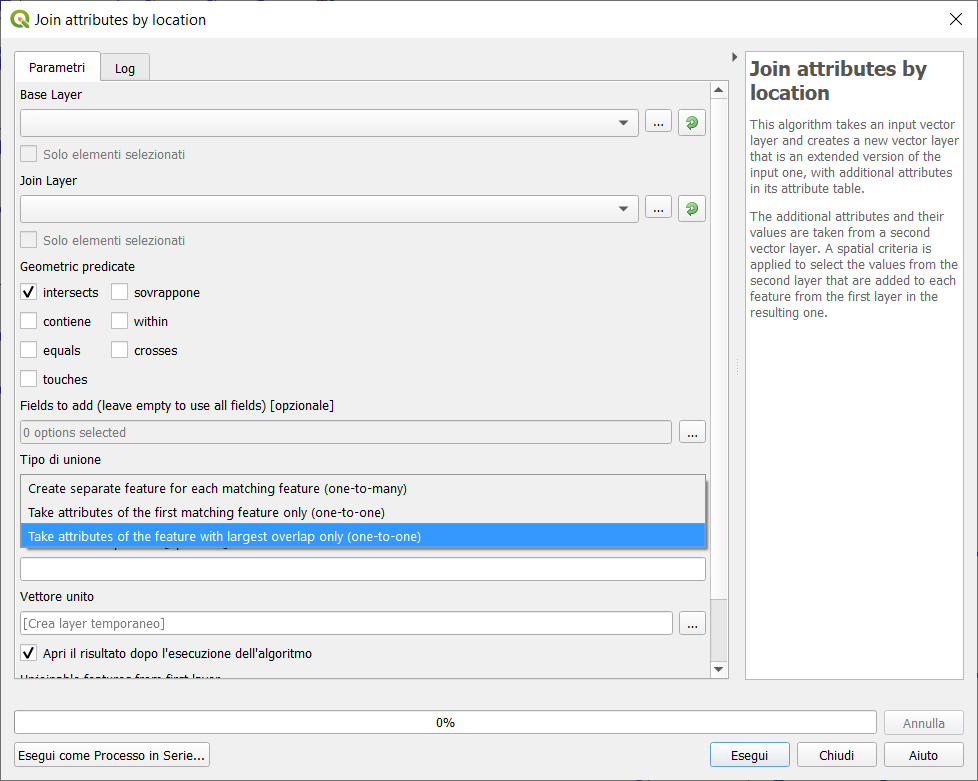 Join attributes by location
Parametri
Log
Base Layer
...
Solo elementi selezionati
Join Layer
...
Solo elementi selezionati
Geometric predicate
intersects
sovrappone
contiene
within
equals
crosses
touches
Fields to add (leave empty to use all fields) [opzionale]
0 options selected
...
Tipo di unione
Create separate feature for each matching feature (one-to-many)
Take attributes of the first matching feature only (one-to-one)
Take attributes of the feature with largest overlap only (one-to-one)
Vettore unito
[Crea layer temporaneo]
...
Apri il risultato dopo l'esecuzione dell'algoritmo
Unjoinable features from first layer
Join attributes by
location
This algorithm takes an input vector
layer and creates a new vector layer
that is an extended version of the
input one, with additional attributes
in its attribute table.
The additional attributes and their
values are taken from a second
vector layer. A spatial criteria is
applied to select the values from the
second layer that are added to each
feature from the first layer in the
resulting one.
0%
Annulla
Esegui come Processo in Serie...
Esegui
Chiudi
Aiuto